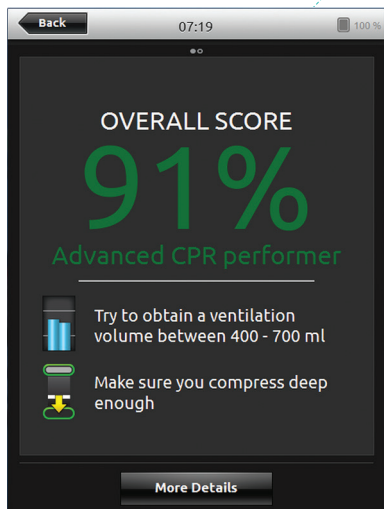 Back
07:19
100 %
OVERALL SCORE
91%
Advanced CPR performer
Try to obtain a ventilation
volume between 400 - 700 ml
Make sure you compress deep
enough
More Details